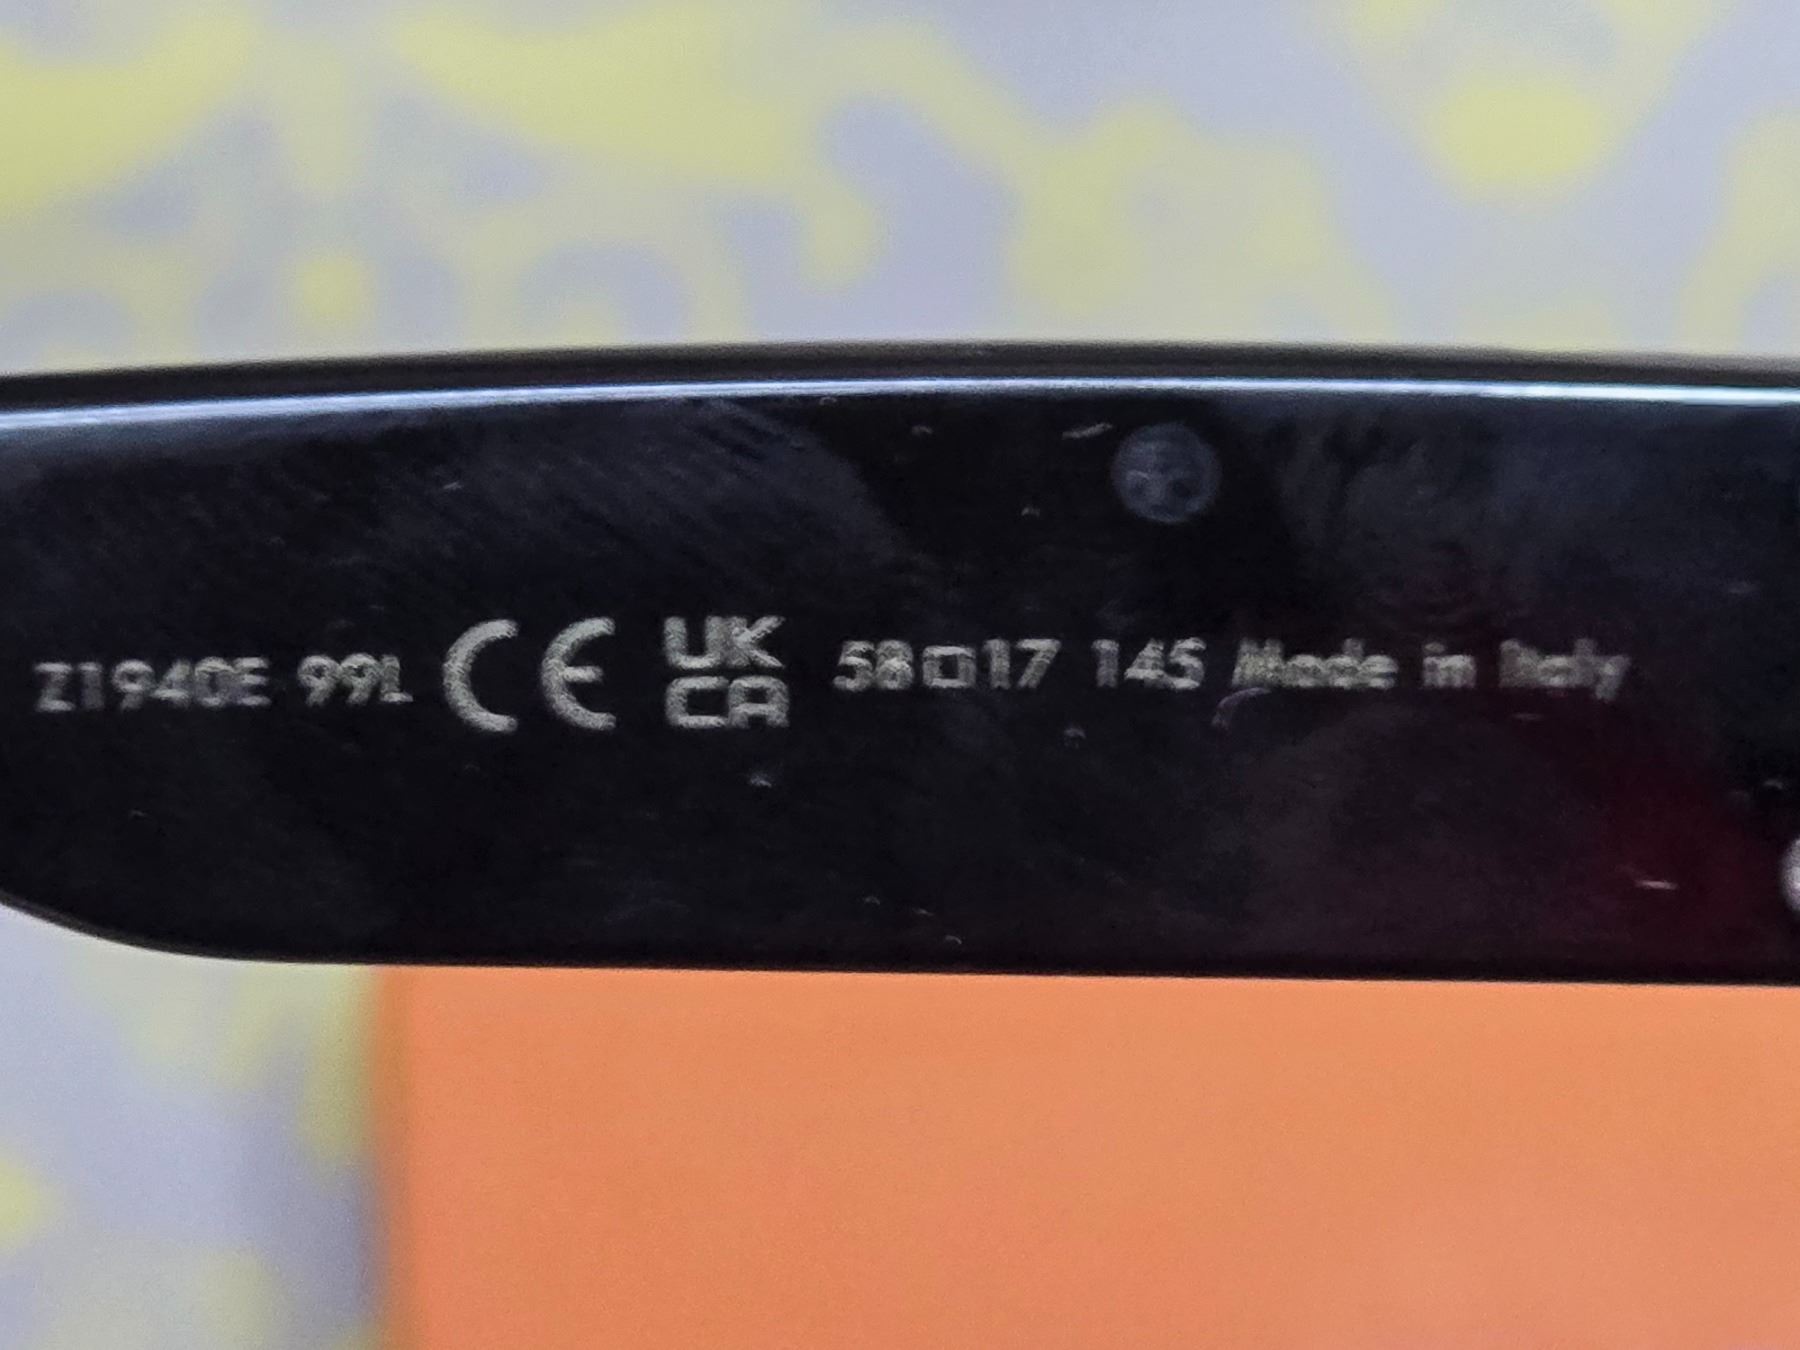 Z1940E 99L CE UK CA 58□17 145 Made in Italy